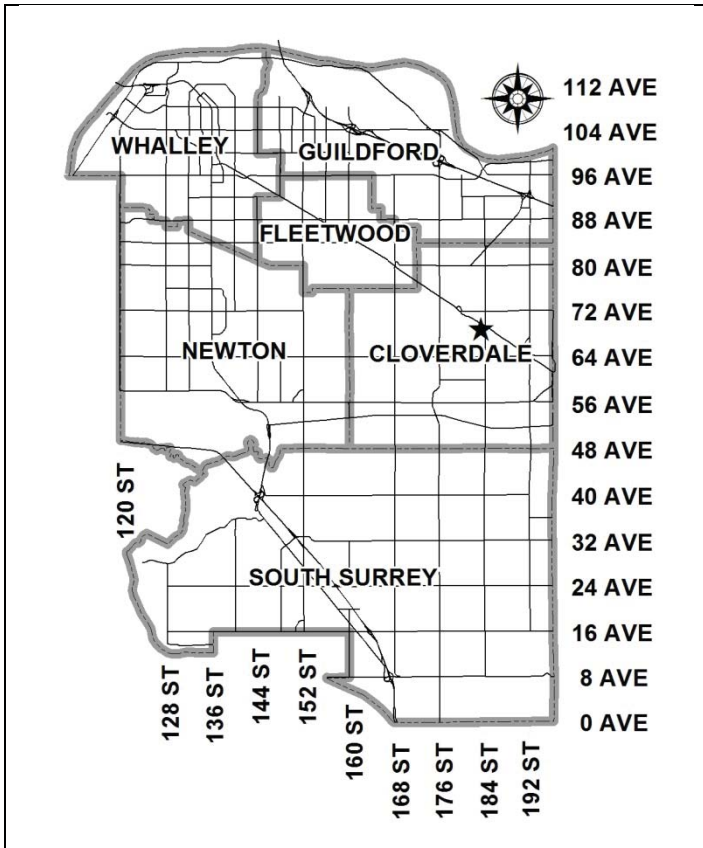 112 AVE
104 AVE
WHALLEY
GUILDFORD
96 AVE
88 AVE
FLEETWOOD
80 AVE
72 AVE
NEWTON
CLOVERDALE
64 AVE
56 AVE
48 AVE
120 ST
40 AVE
32 AVE
SOUTH SURREY
24 AVE
16 AVE
8 AVE
128 ST
136 ST
144 ST
152 ST
160 ST
0 AVE
168 ST
176 ST
184 ST
192 ST